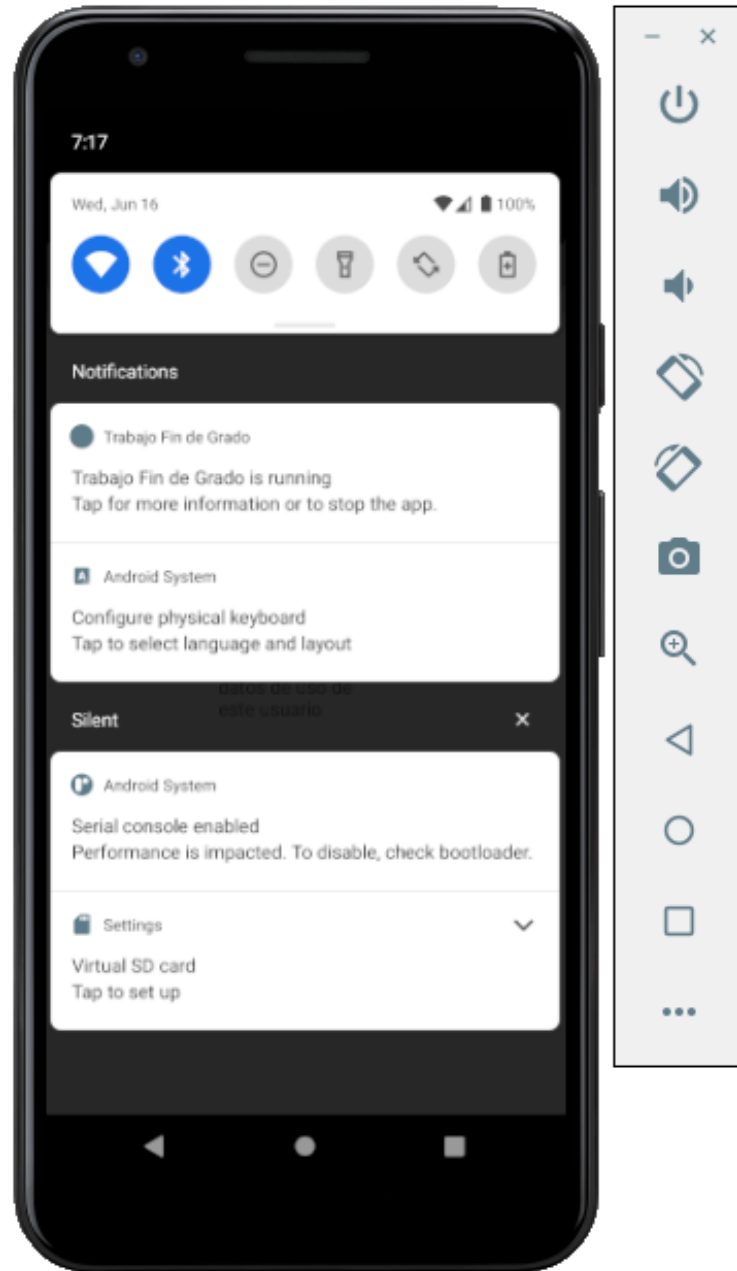 7:17
Wed, Jun 16
100%
Notifications
Trabajo Fin de Grado
Trabajo Fin de Grado is running
Tap for more information or to stop the app.
Android System
Configure physical keyboard
Tap to select language and layout
datos de uso de
este usuario
Silent
Android System
Serial console enabled
Performance is impacted. To disable, check bootloader.
Settings
Virtual SD card
Tap to set up